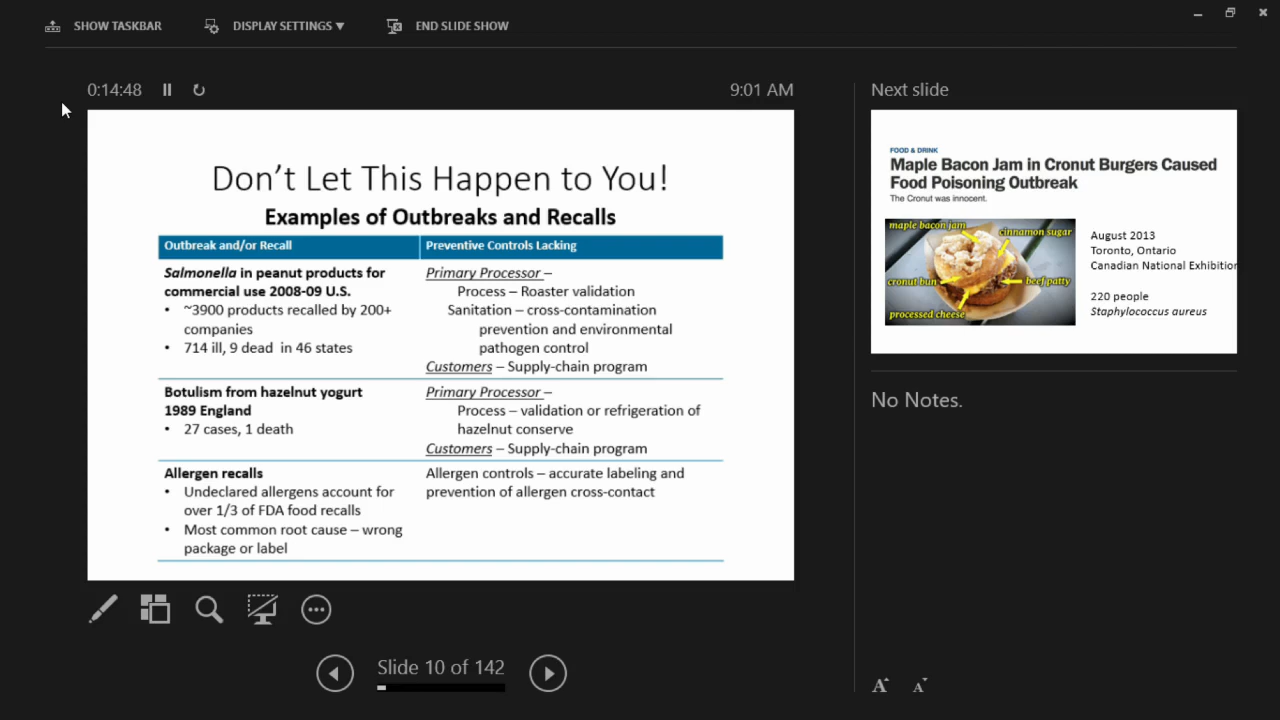 SHOW TASKBAR
DISPLAY SETTINGS ▼
END SLIDE SHOW
0:14:48
9:01 AM
Don't Let This Happen to You!
Examples of Outbreaks and Recalls
Outbreak and/or Recall
Preventive Controls Lacking
Salmonella in peanut products for
commercial use 2008-09 U.S.
• ~3900 products recalled by 200+
companies
• 714 ill, 9 dead in 46 states
Primary Processor –
Process – Roaster validation
Sanitation – cross-contamination
prevention and environmental
pathogen control
Customers – Supply-chain program
Botulism from hazelnut yogurt
1989 England
• 27 cases, 1 death
Primary Processor –
Process – validation or refrigeration of
hazelnut conserve
Customers – Supply-chain program
Allergen recalls
• Undeclared allergens account for
over 1/3 of FDA food recalls
• Most common root cause – wrong
package or label
Allergen controls – accurate labeling and
prevention of allergen cross-contact
Slide 10 of 142
Next slide
FOOD & DRINK
Maple Bacon Jam in Cronut Burgers Caused
Food Poisoning Outbreak
The Cronut was innocent.
maple bacon jam
cinnamon sugar
cronut bun
beef patty
processed cheese
August 2013
Toronto, Ontario
Canadian National Exhibition
220 people
Staphylococcus aureus
No Notes.
A
A